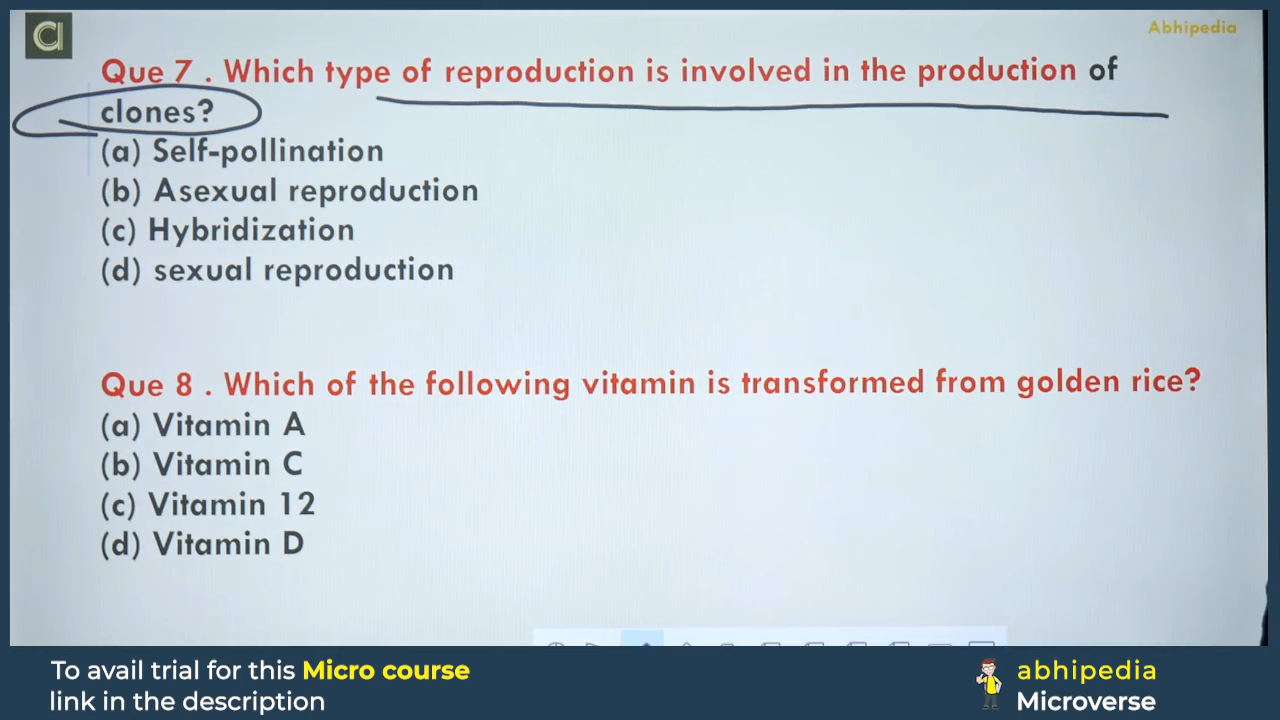 a
Abhipedia
Que 7 . Which type of reproduction is involved in the production of
clones?
(a) Self-pollination
(b) Asexual reproduction
(c) Hybridization
(d) sexual reproduction
Que 8 . Which of the following vitamin is transformed from golden rice?
(a) Vitamin A
(b) Vitamin C
(c) Vitamin 12
(d) Vitamin D
To avail trial for this Micro course
link in the description
abhipedia
Microverse